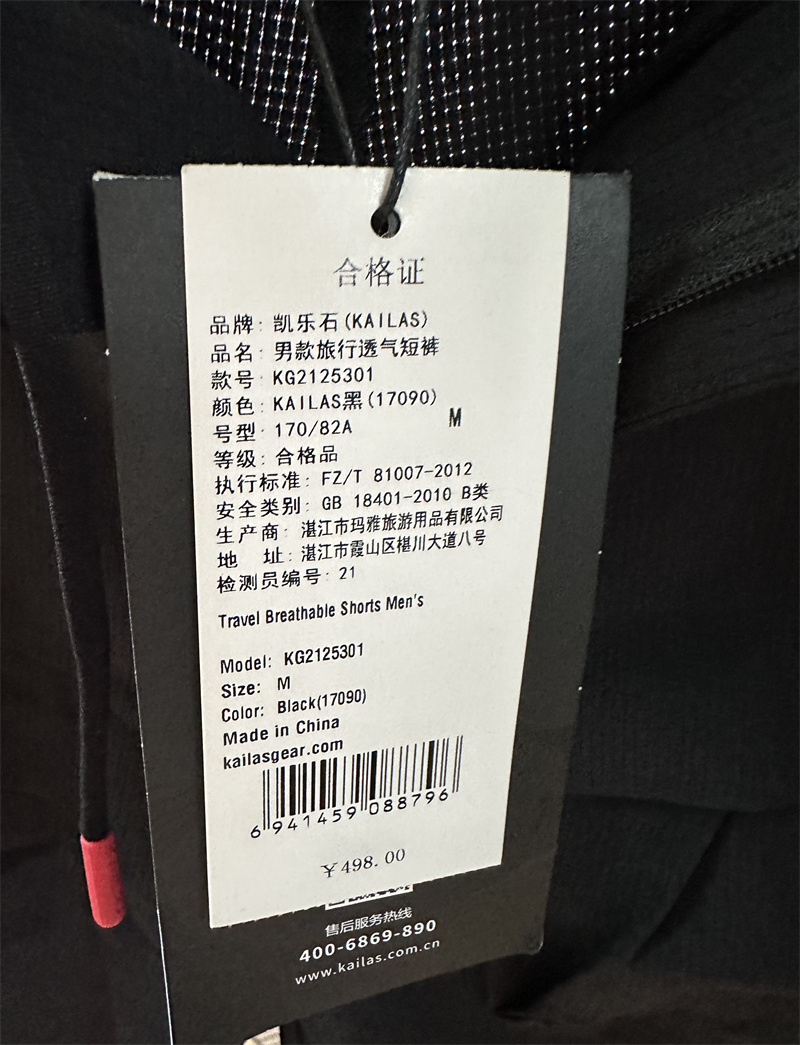 合格证
品牌: 凯乐石(KAILAS)
品名: 男款旅行透气短裤
款号: KG2125301
颜色: KAILAS黑(17090)
号型: 170/82A M
等级: 合格品
执行标准: FZ/T 81007-2012
安全类别: GB 18401-2010 B类
生产商: 湛江市玛雅旅游用品有限公司
地 址: 湛江市霞山区椹川大道八号
检测员编号: 21
Travel Breathable Shorts Men's
Model: KG2125301
Size: M
Color: Black(17090)
Made in China
kailasgear.com
6 941459 088796
￥498.00
售后服务热线
400-6869-890
www.kailas.com.cn